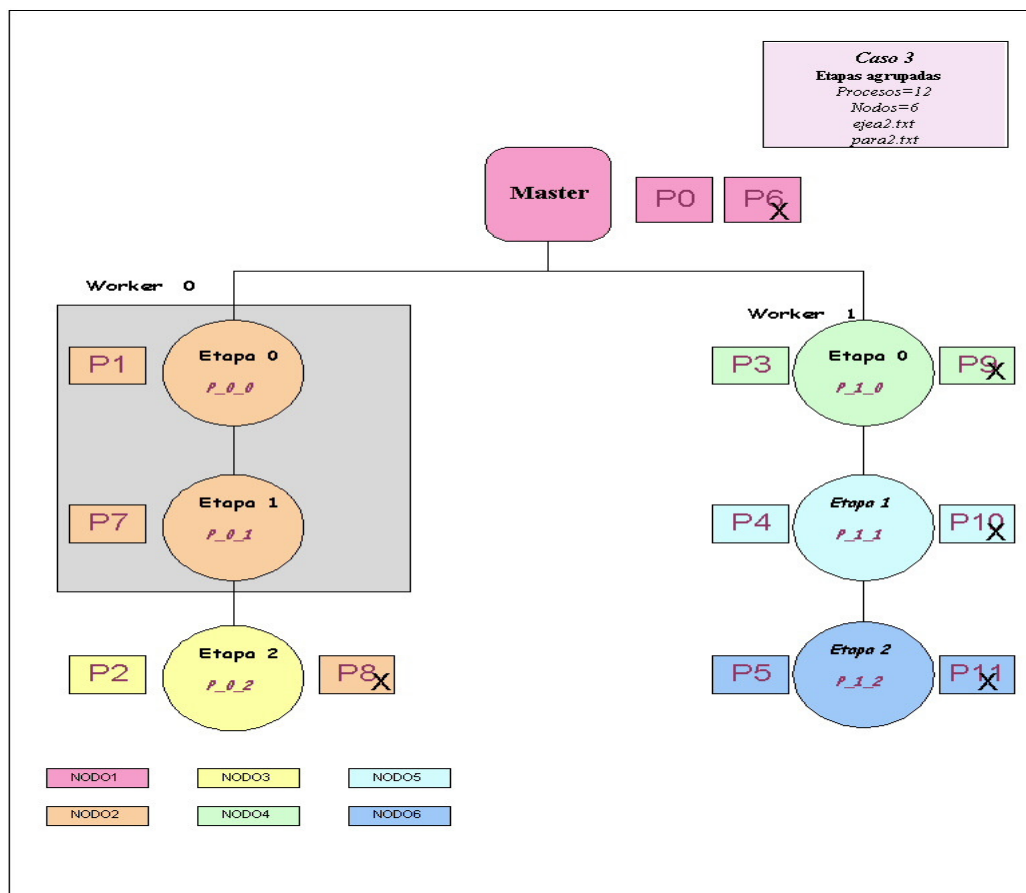 Caso 3
Etapas agrupadas
Procesos=12
Nodos=6
ejea2.txt
para2.txt
Master
P0
P6
X
Worker 0
Worker 1
P1
Etapa 0
P_0_0
P3
Etapa 0
P_1_0
P9
X
P7
Etapa 1
P_0_1
P4
Etapa 1
P_1_1
P10
X
P2
Etapa 2
P_0_2
P8
X
P5
Etapa 2
P_1_2
P11
X
NODO1
NODO3
NODO5
NODO2
NODO4
NODO6